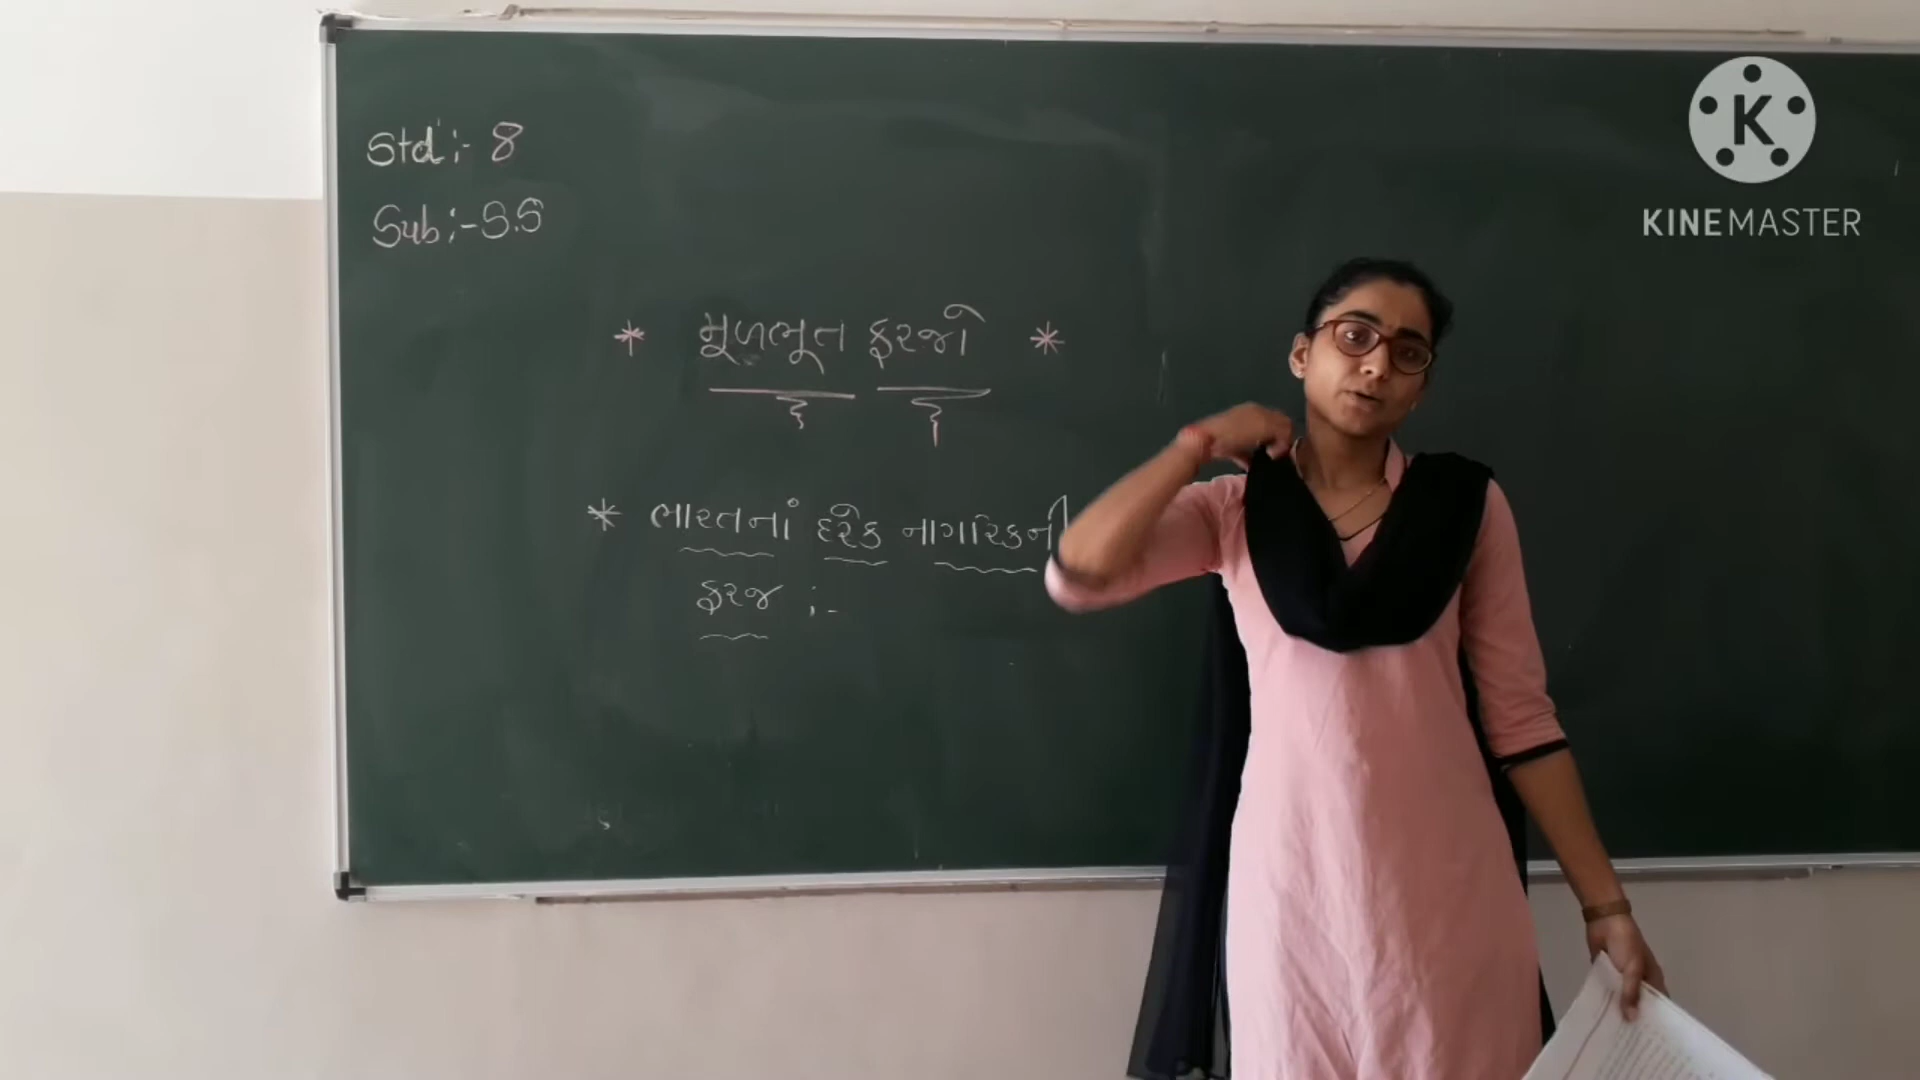 Std :- 8
Sub :- S.S
* મૂળભૂત ફરજો *
* ભારતનાં દરેક નાગરિકની
ફરજ :-
K
KINEMASTER